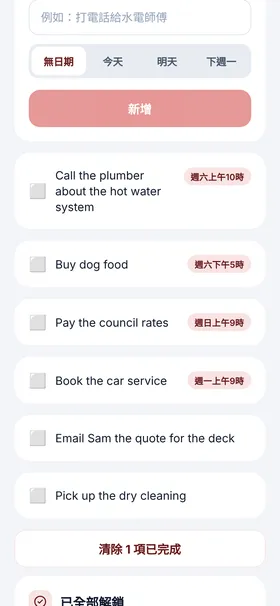 例如：打電話給水電師傅
無日期 今天 明天 下週一
新增
Call the plumber
about the hot water
system
週六上午10時
Buy dog food
週六下午5時
Pay the council rates
週日上午9時
Book the car service
週一上午9時
Email Sam the quote for the deck
Pick up the dry cleaning
清除 1 項已完成
已全部解鎖